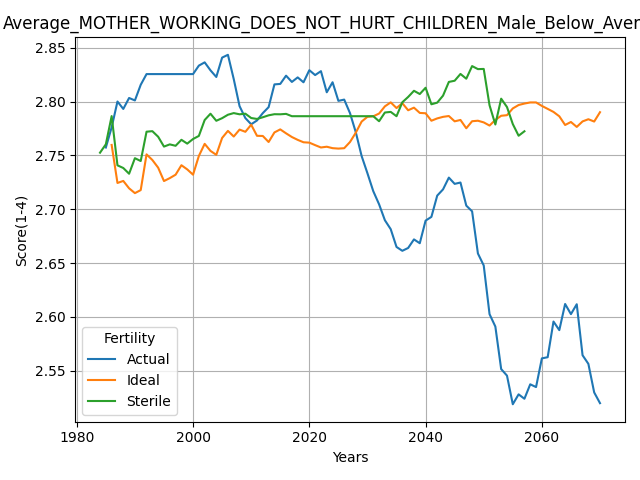 Average_MOTHER_WORKING_DOES_NOT_HURT_CHILDREN_Male_Below_Aver
2.85
2.80
2.75
2.70
2.65
2.60
2.55
Score(1-4)
Fertility
Actual
Ideal
Sterile
1980
2000
2020
2040
2060
Years